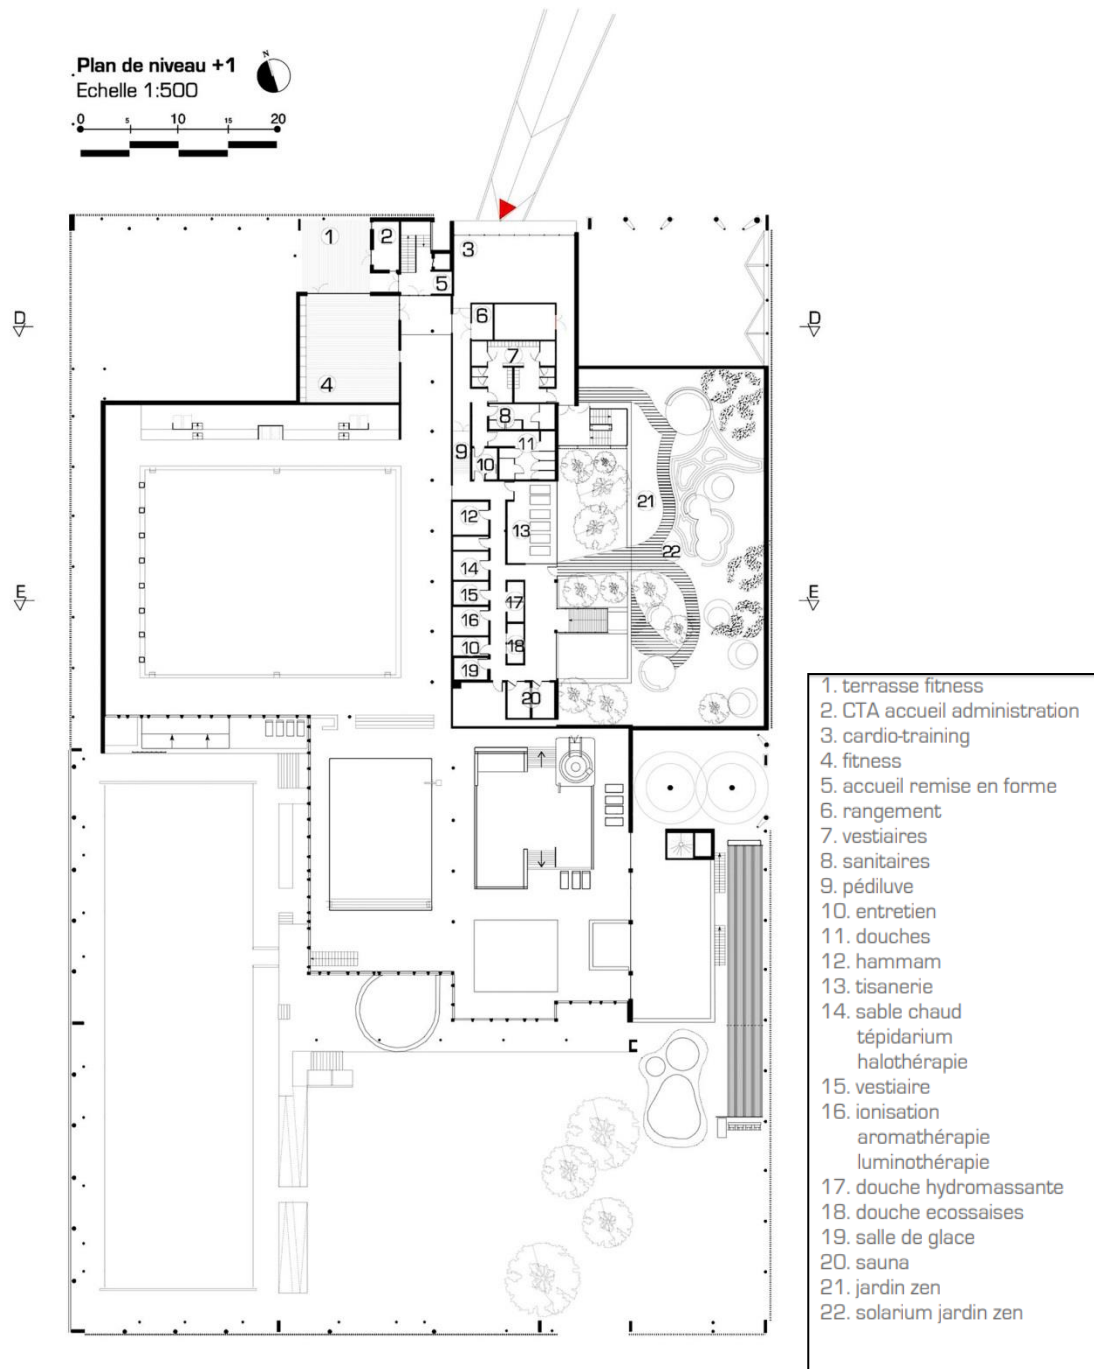 Plan de niveau +1
Echelle 1:500
N
0 5 10 15 20
1
2
3
5
D
D
6
4
7
8
9
11
10
21
12
13
22
14
E
E
15
17
16
18
10
19
20
1. terrasse fitness
2. CTA accueil administration
3. cardio-training
4. fitness
5. accueil remise en forme
6. rangement
7. vestiaires
8. sanitaires
9. pédiluve
10. entretien
11. douches
12. hammam
13. tisanerie
14. sable chaud
tépidarium
halothérapie
15. vestiaire
16. ionisation
aromathérapie
luminothérapie
17. douche hydromassante
18. douche ecossaises
19. salle de glace
20. sauna
21. jardin zen
22. solarium jardin zen